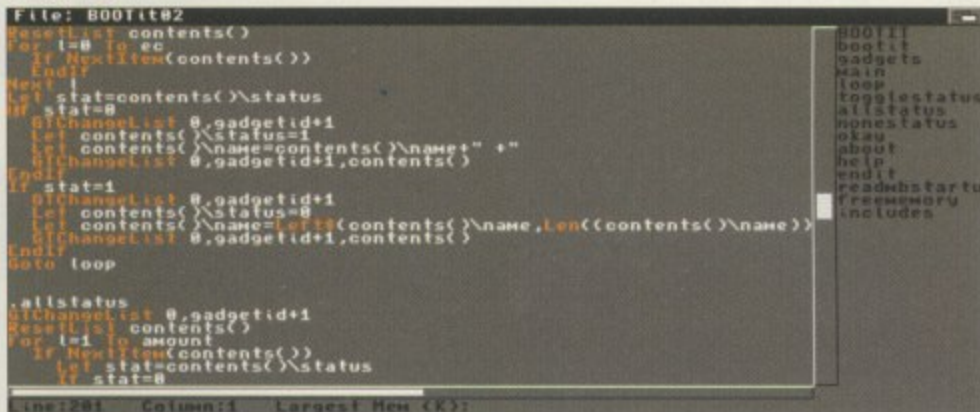 File: BOOTit02
ResetList contents()
For l=0 To ec
If NextItem(contents())
EndIf
Next l
Let stat=contents()\status
If stat=0
GTChangeList 0,gadgetid+1
Let contents()\status=1
Let contents()\name=contents()\name+" +"
GTChangeList 0,gadgetid+1,contents()
EndIf
If stat=1
GTChangeList 0,gadgetid+1
Let contents()\status=0
Let contents()\name=Left$(contents()\name,Len((contents()\name))
GTChangeList 0,gadgetid+1,contents()
EndIf
Goto loop
.allstatus
GTChangeList 0,gadgetid+1
ResetList contents()
For l=1 To amount
If NextItem(contents())
Let stat=contents()\status
If stat=0
BOOTIT
bootit
gadgets
main
loop
togglestatus
allstatus
nonestatus
okay
about
help
endit
readwbstartu
freememory
includes
Line:201 Column:1 Largest Mem (K):